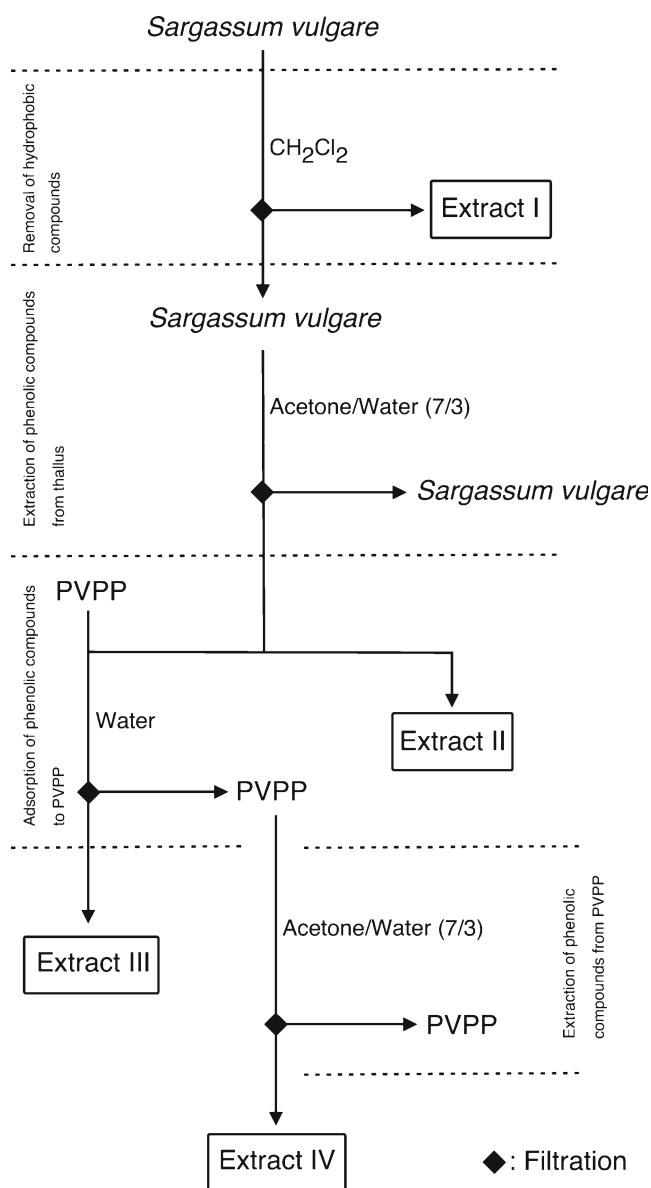 Sargassum vulgare
Removal of hydrophobic
compounds
CH2Cl2
Extract I
Sargassum vulgare
Extraction of phenolic compounds
from thallus
Acetone/Water (7/3)
Sargassum vulgare
Adsorption of phenolic compounds
to PVPP
PVPP
Water
Extract II
PVPP
Extract III
Acetone/Water (7/3)
Extraction of phenolic
compounds from PVPP
PVPP
Extract IV
: Filtration